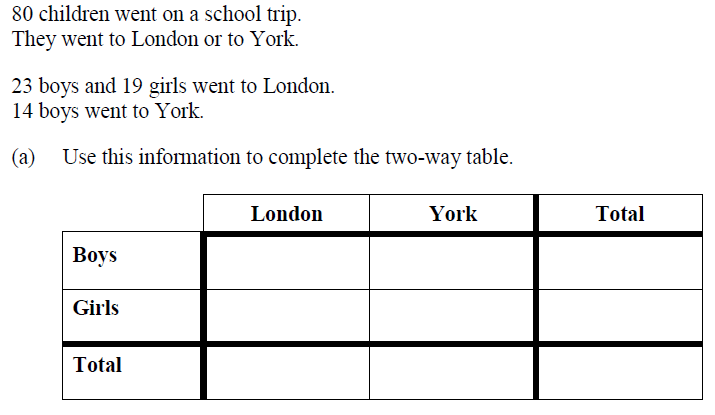 80 children went on a school trip.
They went to London or to York.
23 boys and 19 girls went to London.
14 boys went to York.
(a) Use this information to complete the two-way table.
London York Total
Boys
Girls
Total